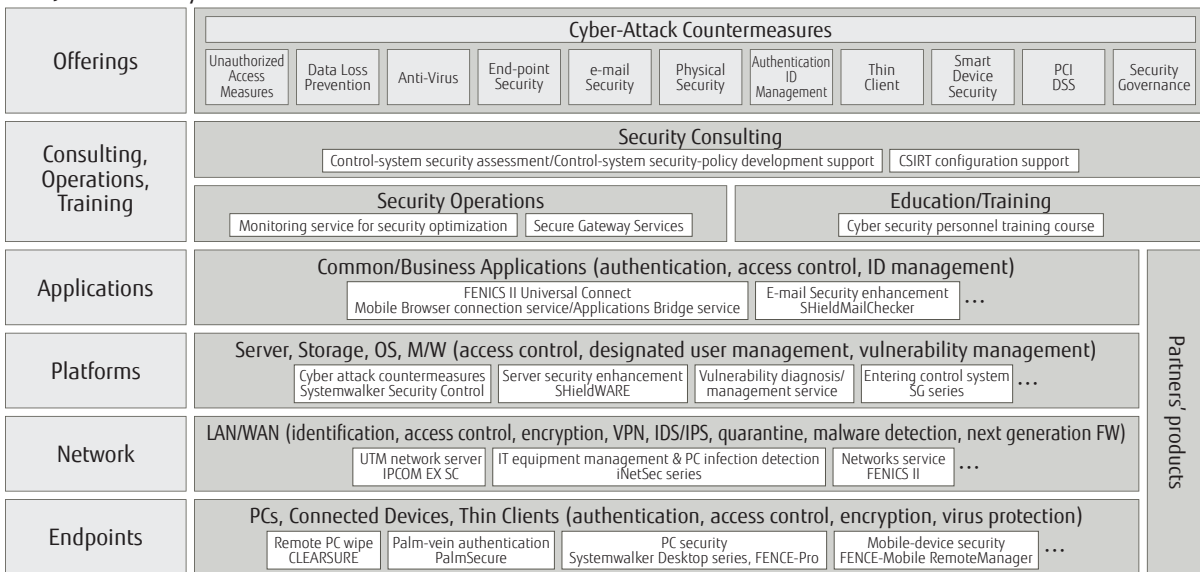 Offerings
Cyber-Attack Countermeasures
Unauthorized
Access
Measures
Data Loss
Prevention
Anti-Virus
End-point
Security
e-mail
Security
Physical
Security
Authentication
ID
Management
Thin
Client
Smart
Device
Security
PCI
DSS
Security
Governance
Consulting,
Operations,
Training
Security Consulting
Control-system security assessment/Control-system security-policy development support
CSIRT configuration support
Security Operations
Monitoring service for security optimization
Secure Gateway Services
Education/Training
Cyber security personnel training course
Applications
Common/Business Applications (authentication, access control, ID management)
FENICS II Universal Connect
Mobile Browser connection service/Applications Bridge service
E-mail Security enhancement
SHieldMailChecker
...
Platforms
Server, Storage, OS, M/W (access control, designated user management, vulnerability management)
Cyber attack countermeasures
Systemwalker Security Control
Server security enhancement
SHieldWARE
Vulnerability diagnosis/
management service
Entering control system
SG series
...
Network
LAN/WAN (identification, access control, encryption, VPN, IDS/IPS, quarantine, malware detection, next generation FW)
UTM network server
IPCOM EX SC
IT equipment management & PC infection detection
iNetSec series
Networks service
FENICS II
...
Endpoints
PCs, Connected Devices, Thin Clients (authentication, access control, encryption, virus protection)
Remote PC wipe
CLEARSURE
Palm-vein authentication
PalmSecure
PC security
Systemwalker Desktop series, FENCE-Pro
Mobile-device security
FENCE-Mobile RemoteManager
...
Partners' products